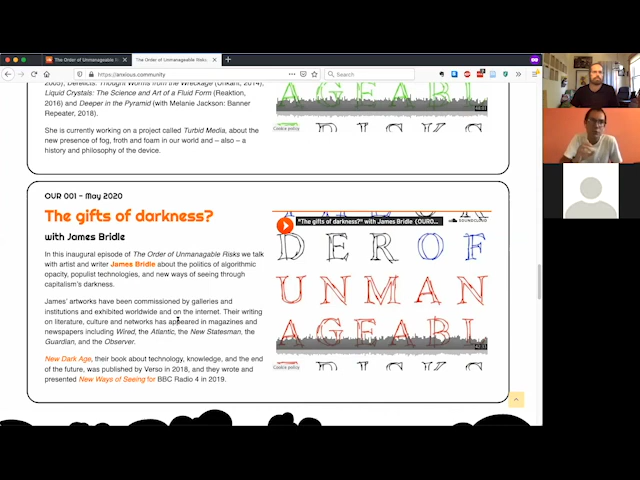 The Order of Unmanageable R
The Order of Unmanageable Risks
https://anxious.community
Search
2005), Derelicts: Thought Worms from the Wreckage (Unkant, 2014),
Liquid Crystals: The Science and Art of a Fluid Form (Reaktion,
2016) and Deeper in the Pyramid (with Melanie Jackson: Banner
Repeater, 2018).
She is currently working on a project called Turbid Media, about the
new presence of fog, froth and foam in our world and – also – a
history and philosophy of the device.
AGEABL
Cookie policy
RISKS
OUR 001 – May 2020
The gifts of darkness?
with James Bridle
In this inaugural episode of The Order of Unmanagable Risks we talk
with artist and writer James Bridle about the politics of algorithmic
opacity, populist technologies, and new ways of seeing through
capitalism's darkness.
James' artworks have been commissioned by galleries and
institutions and exhibited worldwide and on the internet. Their writing
on literature, culture and networks has appeared in magazines and
newspapers including Wired, the Atlantic, the New Statesman, the
Guardian, and the Observer.
New Dark Age, their book about technology, knowledge, and the end
of the future, was published by Verso in 2018, and they wrote and
presented New Ways of Seeing for BBC Radio 4 in 2019.
"The gifts of darkness?" with James Bridle (OUR0...
SOUNDCLOUD
DER OF
UNMAN
AGEABL
Cookie policy
RISKS